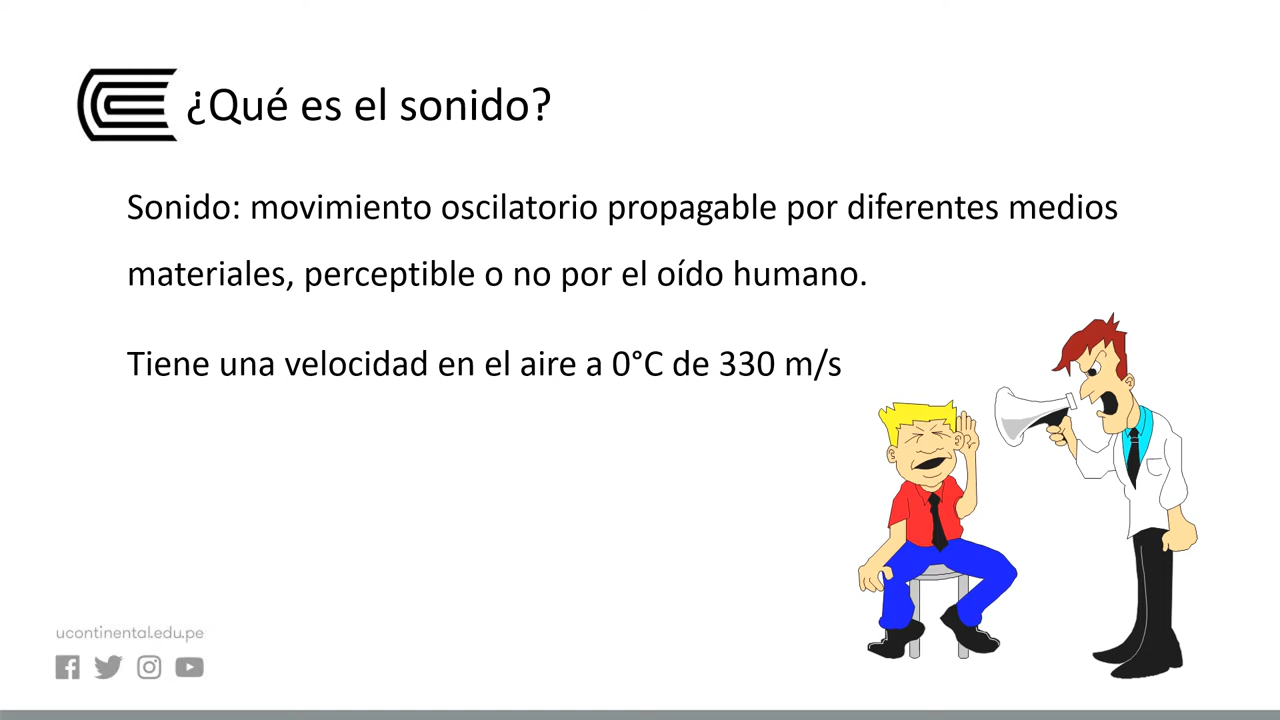 ¿Qué es el sonido?
Sonido: movimiento oscilatorio propagable por diferentes medios
materiales, perceptible o no por el oído humano.
Tiene una velocidad en el aire a 0°C de 330 m/s
ucontinental.edu.pe